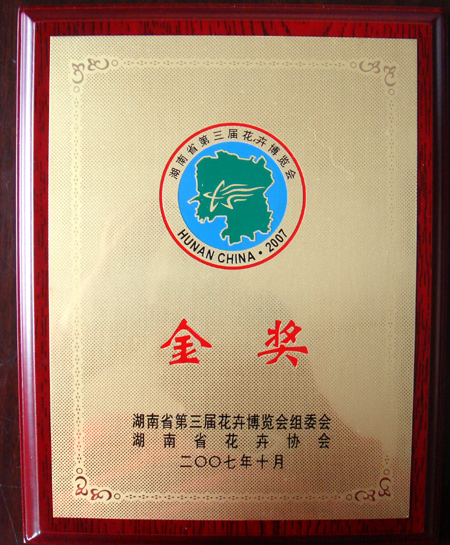 湖南省第三届花卉博览会
HUNAN CHINA·2007
金奖
湖南省第三届花卉博览会组委会
湖南省花卉协会
二〇〇七年十月